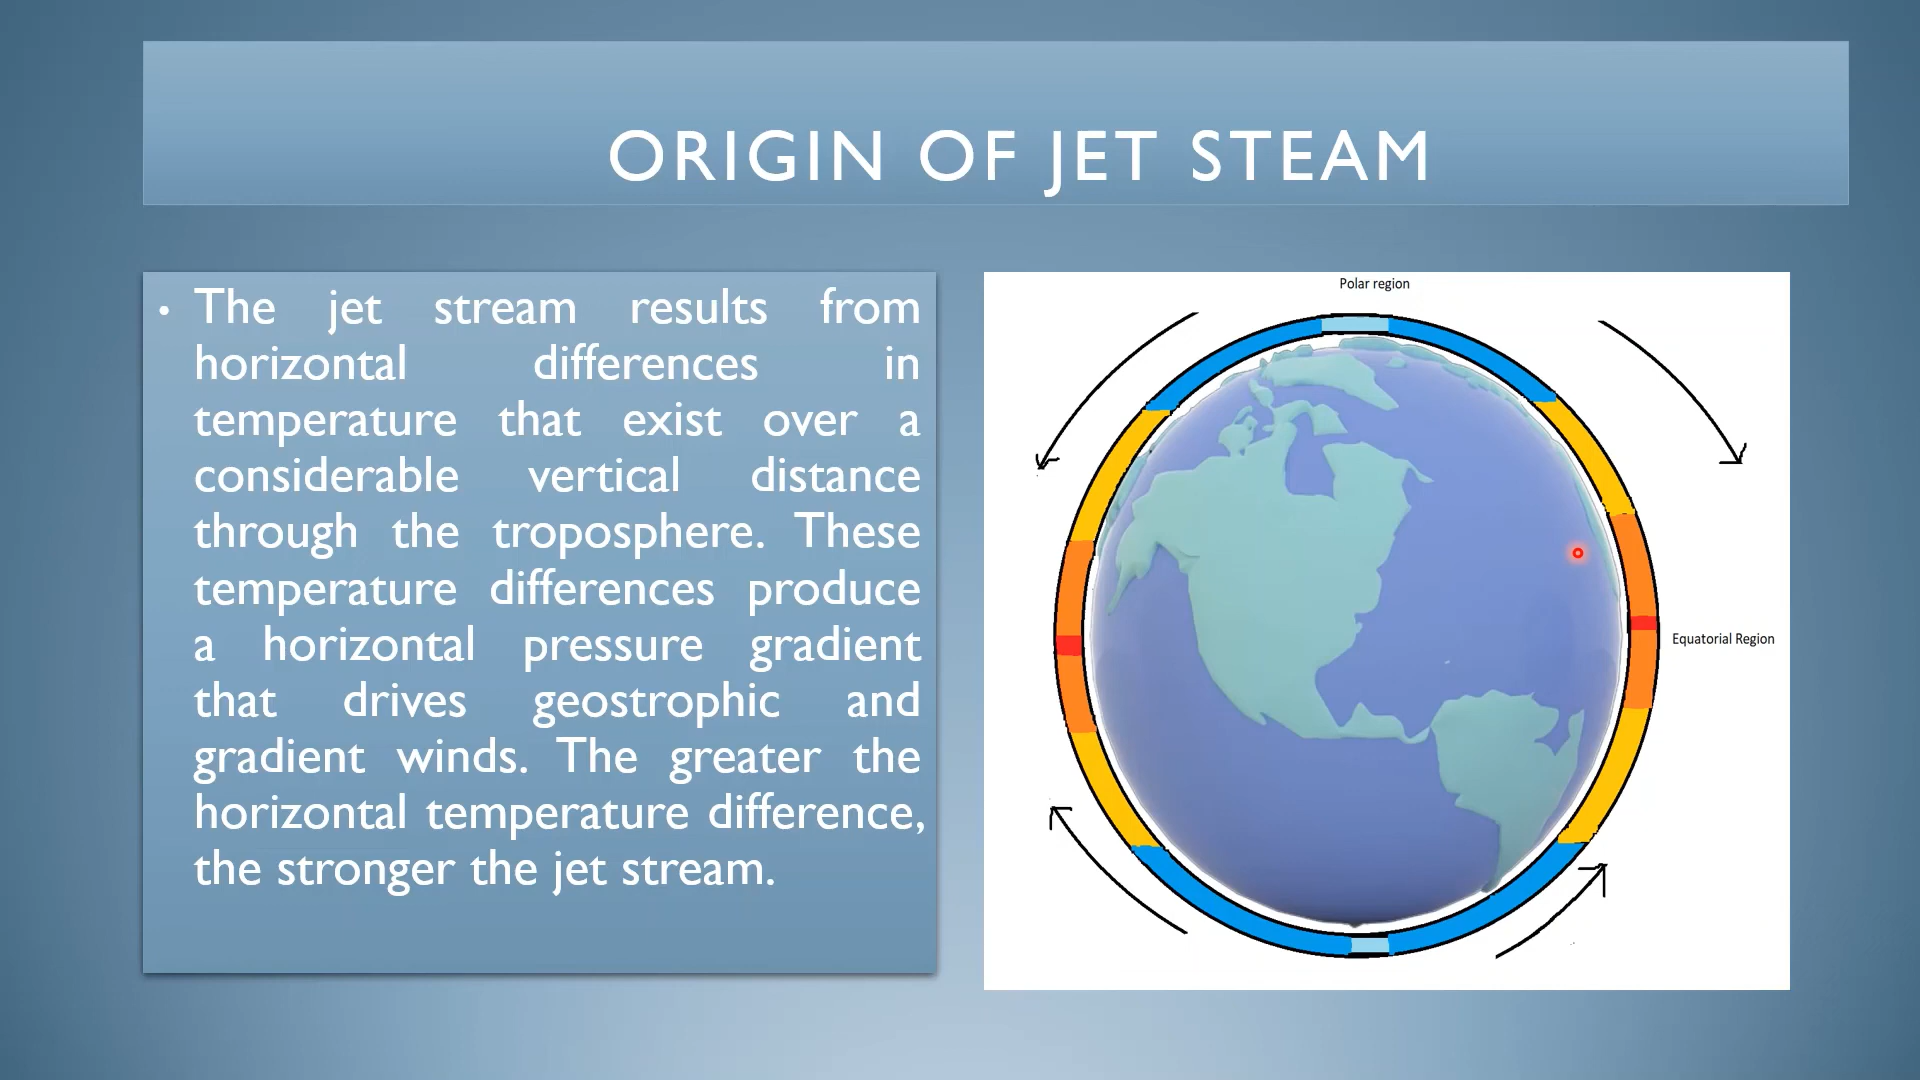 ORIGIN OF JET STEAM
• The jet stream results from
horizontal differences in
temperature that exist over a
considerable vertical distance
through the troposphere. These
temperature differences produce
a horizontal pressure gradient
that drives geostrophic and
gradient winds. The greater the
horizontal temperature difference,
the stronger the jet stream.
Polar region
Equatorial Region